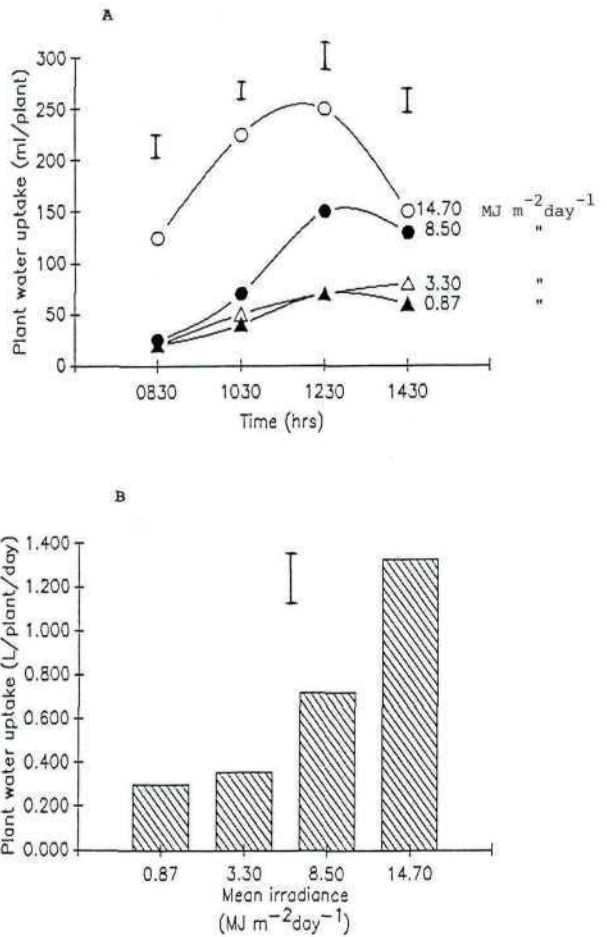 A
Plant water uptake (ml/plant)
300
250
200
150
100
50
0
14.70 MJ m⁻²day⁻¹
8.50 "
3.30 "
0.87 "
0830 1030 1230 1430
Time (hrs)
B
Plant water uptake (L/plant/day)
1.400
1.200
1.000
0.800
0.600
0.400
0.200
0.000
0.87 3.30 8.50 14.70
Mean irradiance
(MJ m⁻²day⁻¹)